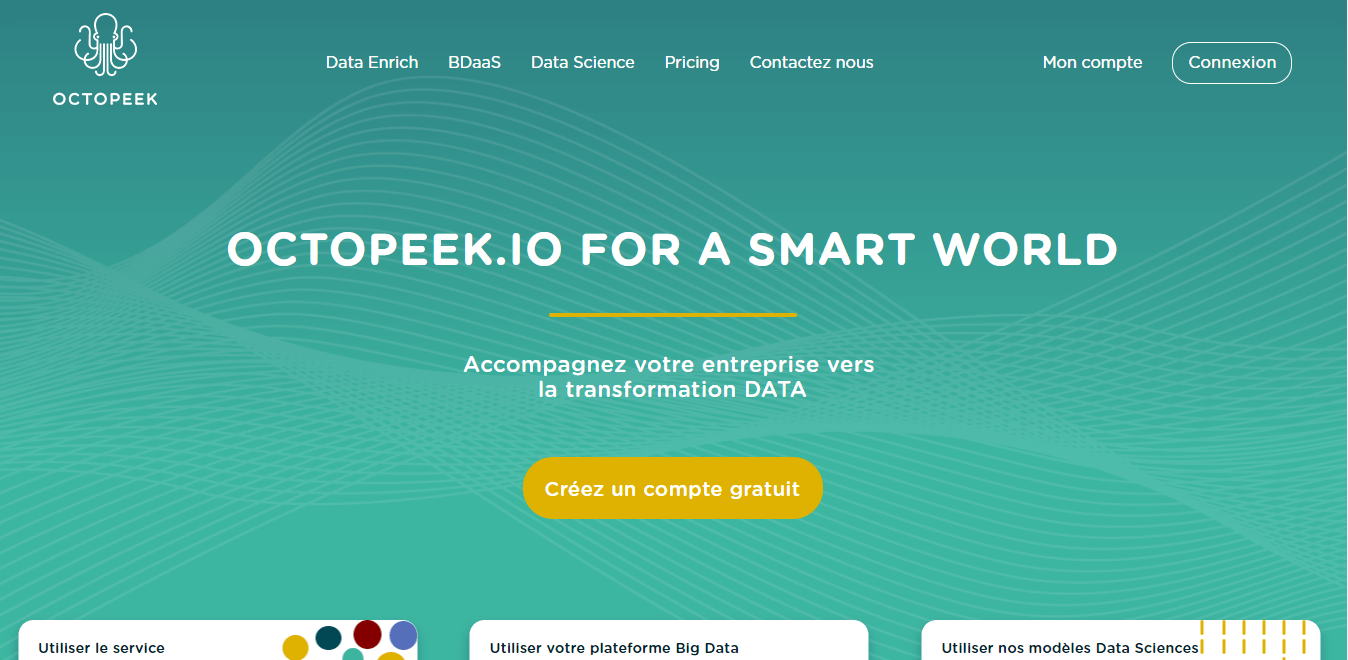 OCTOPEEK
Data Enrich BDaaS Data Science Pricing Contactez nous Mon compte Connexion
OCTOPEEK.IO FOR A SMART WORLD
Accompagnez votre entreprise vers
la transformation DATA
Créez un compte gratuit
Utiliser le service
Utiliser votre plateforme Big Data
Utiliser nos modèles Data Sciences